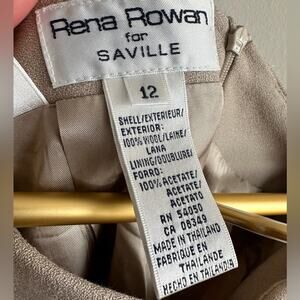 Rena Rowan
for
SAVILLE
12
SHELL/EXTERIEUR/
EXTERIOR:
100% WOOL/LAINE/
LANA
LINING/DOUBLURE/
FORRO:
100% ACETATE/
ACETATE/
ACETATO
RN 54050
CA 08349
MADE IN THAILAND
FABRIQUE EN
THAILANDE
HECHO EN TAILANDIA